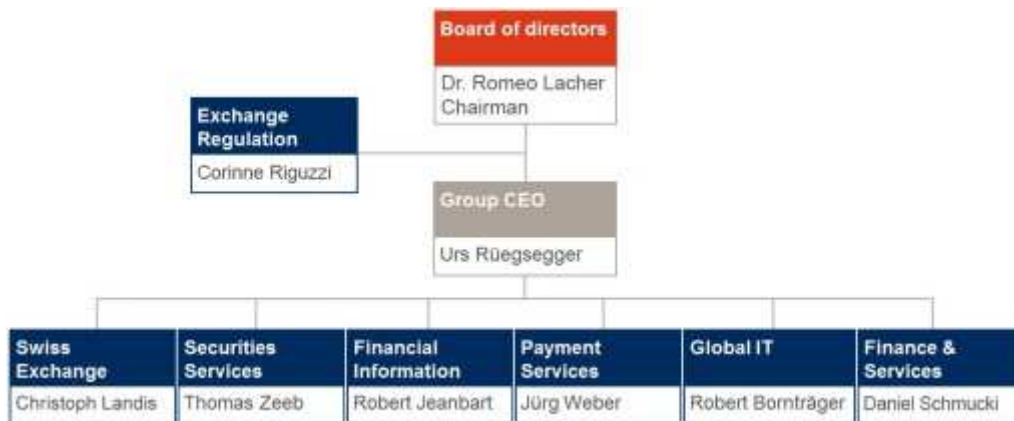 Board of directors
Dr. Romeo Lacher
Chairman
Exchange
Regulation
Corinne Riguzzi
Group CEO
Urs Rüegsegger
Swiss
Exchange
Christoph Landis
Securities
Services
Thomas Zeeb
Financial
Information
Robert Jeanbart
Payment
Services
Jürg Weber
Global IT
Robert Bornträger
Finance &
Services
Daniel Schmucki